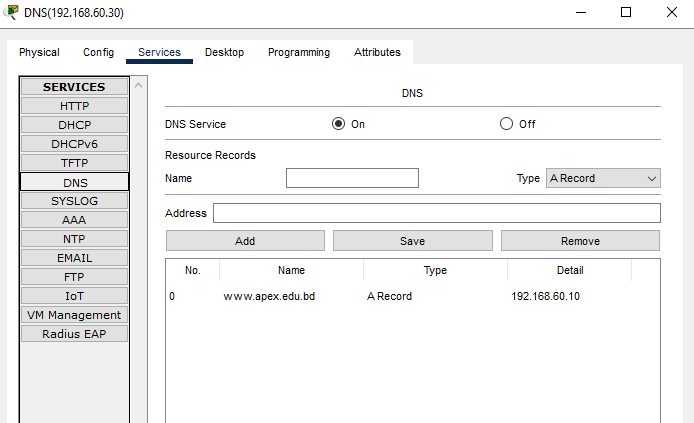 DNS(192.168.60.30)
Physical Config Services Desktop Programming Attributes
SERVICES
HTTP
DHCP
DHCPv6
TFTP
DNS
SYSLOG
AAA
NTP
EMAIL
FTP
IoT
VM Management
Radius EAP
DNS
DNS Service On Off
Resource Records
Name Type A Record
Address
Add Save Remove
No. Name Type Detail
0 www.apex.edu.bd A Record 192.168.60.10